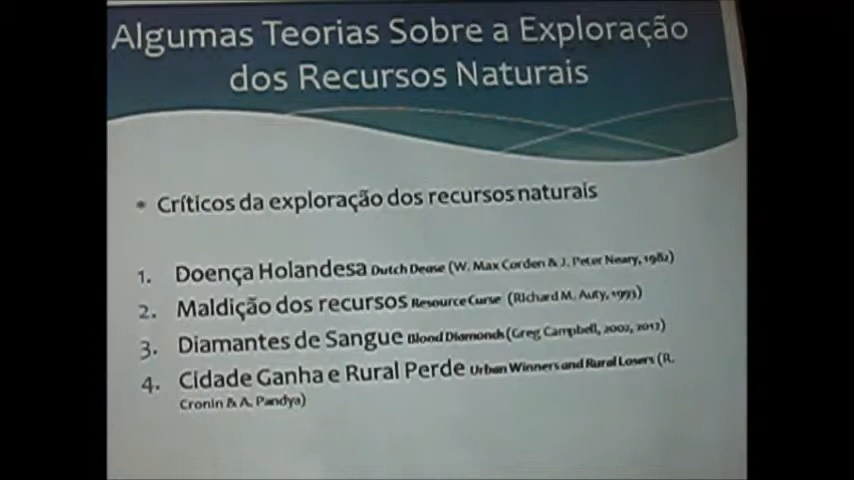 Algumas Teorias Sobre a Exploração
dos Recursos Naturais
• Críticos da exploração dos recursos naturais
1. Doença Holandesa Dutch Dease (W. Max Corden & J. Peter Neary, 1982)
2. Maldição dos recursos Resource Curse (Richard M. Auty, 1993)
3. Diamantes de Sangue Blood Diamonds (Greg Campbell, 2002, 2012)
4. Cidade Ganha e Rural Perde Urban Winners and Rural Losers (R.
Cronin & A. Pandya)